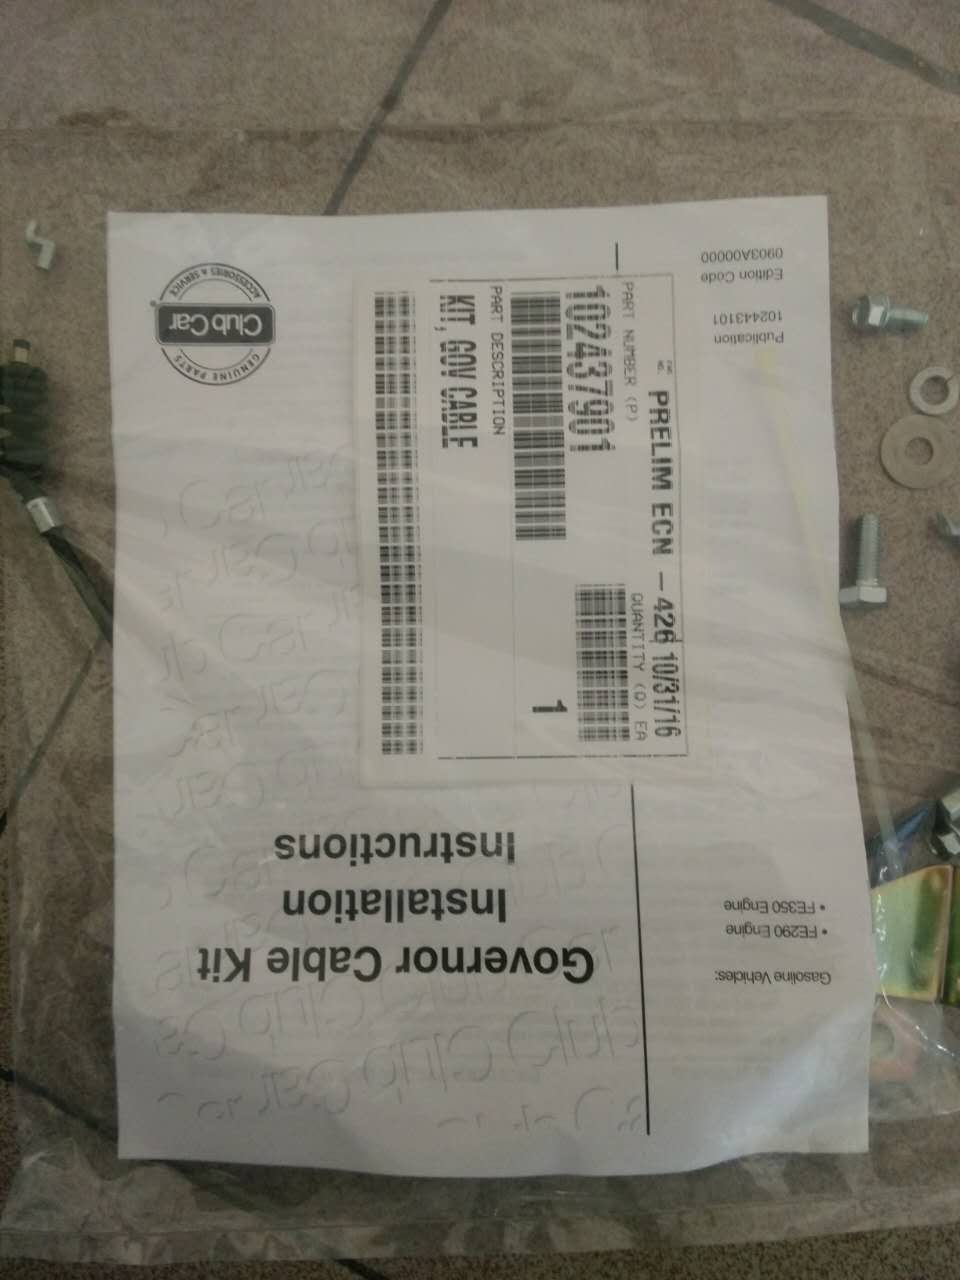 Gasoline Vehicles:
• FE290 Engine
• FE350 Engine
Governor Cable Kit
Installation
Instructions
Publication
102443101
Edition Code
0903A00000
GENUINE PARTS
Club Car
ACCESSORIES & SERVICE
PRELIM ECN - 426 10/31/16
PART NUMBER (P)
QUANTITY (Q) EA
102437901
1
PART DESCRIPTION
KIT, GOV CABLE